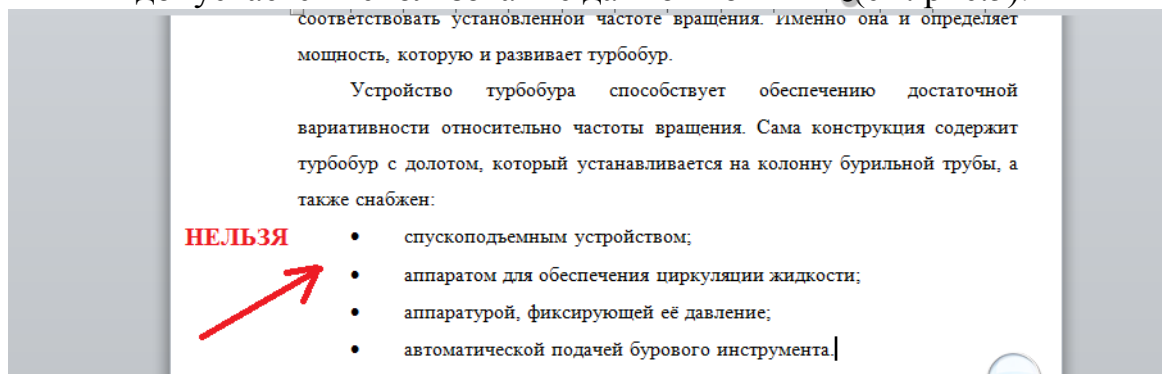 соответствовать установленной частоте вращения. Именно она и определяет
мощность, которую и развивает турбобур.
Устройство турбобура способствует обеспечению достаточной
вариативности относительно частоты вращения. Сама конструкция содержит
турбобур с долотом, который устанавливается на колонну бурильной трубы, а
также снабжен:
НЕЛЬЗЯ • спускоподъемным устройством;
• аппаратом для обеспечения циркуляции жидкости;
• аппаратурой, фиксирующей её давление;
• автоматической подачей бурового инструмента.